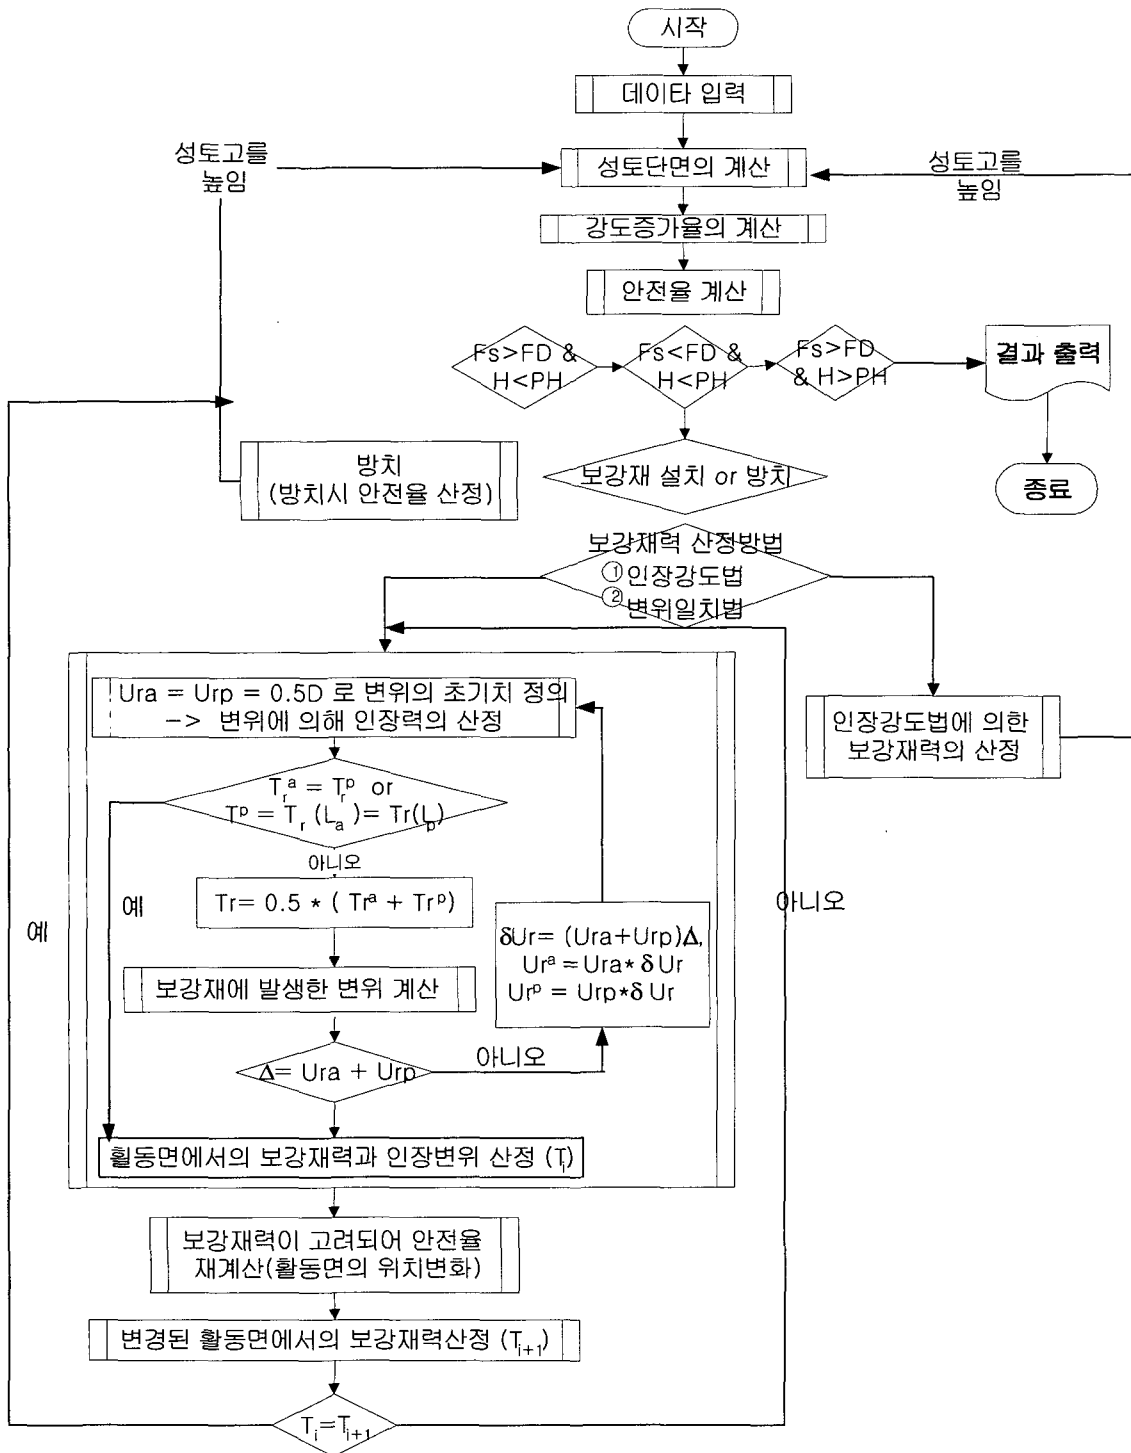 시작
데이타 입력
성토고를
높임
성토단면의 계산
성토고를
높임
강도증가율의 계산
안전율 계산
Fs>FD &
H<PH
Fs<FD &
H<PH
Fs>FD
& H>PH
결과 출력
방치
(방치시 안전율 산정)
보강재 설치 or 방치
종료
보강재력 산정방법
① 인장강도법
② 변위일치법
Ura = Urp = 0.5D 로 변위의 초기치 정의
-> 변위에 의해 인장력의 산정
인장강도법에 의한
보강재력의 산정
T_r^a = T_r^p or
T^p = T_r (L_a) = Tr(L_p)
아니오
예
Tr= 0.5 * ( Tr^a + Tr^p)
아니오
예
δUr= (Ura+Urp)Δ,
Ur^a = Ura* δ Ur
Ur^p = Urp*δ Ur
보강재에 발생한 변위 계산
아니오
Δ= Ura + Urp
활동면에서의 보강재력과 인장변위 산정 (T_i)
보강재력이 고려되어 안전율
재계산(활동면의 위치변화)
변경된 활동면에서의 보강재력산정 (T_{i+1})
T_i=T_{i+1}